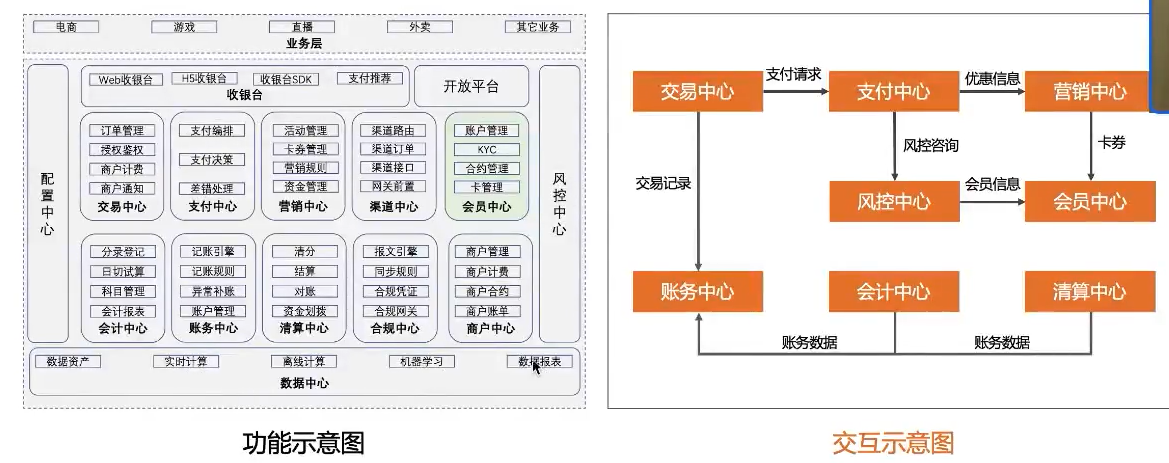 电商 游戏 直播 外卖 其它业务
业务层
Web收银台 H5收银台 收银台SDK 支付推荐
收银台
开放平台
配置中心
风控中心
订单管理
授权鉴权
商户计费
商户通知
交易中心
支付编排
支付决策
差错处理
支付中心
活动管理
卡券管理
营销规则
资金管理
营销中心
渠道路由
渠道订单
渠道接口
网关前置
渠道中心
账户管理
KYC
合约管理
卡管理
会员中心
分录登记
日切试算
科目管理
会计报表
会计中心
记账引擎
记账规则
异常补账
账户管理
账务中心
清分
结算
对账
资金划拨
清算中心
报文引擎
同步规则
合规凭证
合规网关
合规中心
商户管理
商户计费
商户合约
商户账单
商户中心
数据资产 实时计算 离线计算 机器学习 数据报表
数据中心
功能示意图
交易中心 支付请求 支付中心 优惠信息 营销中心
风控咨询 卡券
交易记录
风控中心 会员信息 会员中心
账务中心 会计中心 清算中心
账务数据 账务数据
交互示意图